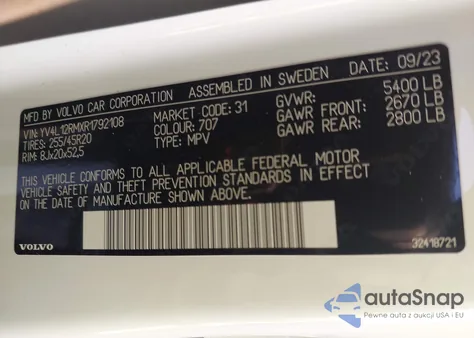 MFD BY VOLVO CAR CORPORATION ASSEMBLED IN SWEDEN DATE: 09/23
VIN: YV4L12RMXR1792108 MARKET CODE: 31 GVWR: 5400 LB
TIRES: 255/45R20 COLOUR: 707 GAWR FRONT: 2670 LB
RIM: 8Jx20x52,5 TYPE: MPV GAWR REAR: 2800 LB
THIS VEHICLE CONFORMS TO ALL APPLICABLE FEDERAL MOTOR
VEHICLE SAFETY AND THEFT PREVENTION STANDARDS IN EFFECT
ON THE DATE OF MANUFACTURE SHOWN ABOVE.
VOLVO 32418721
autoSnap
Pewne auta z aukcji USA i EU